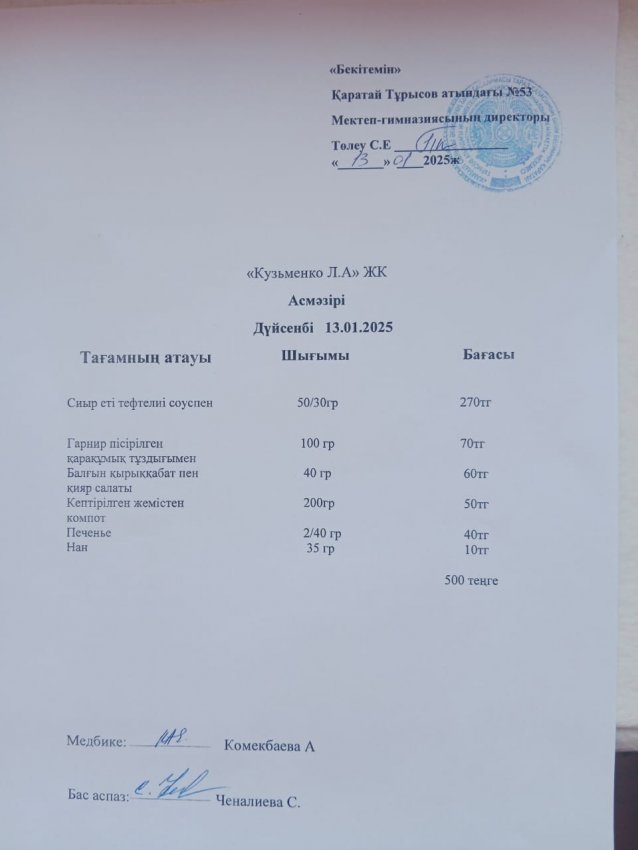 «Бекітемін»
Қаратай Тұрысов атындағы №53
Мектеп-гимназиясының директоры
Төлеу С.Е
« 13 » 01 2025ж
«Кузьменко Л.А» ЖК
Асмәзірі
Дүйсенбі 13.01.2025
Тағамның атауы Шығымы Бағасы
Сиыр еті тефтелиі соуспен 50/30гр 270тг
Гарнир пісірілген 100 гр 70тг
қарақұмық тұздығымен
Балғын қырыққабат пен 40 гр 60тг
қияр салаты
Кептірілген жемістен 200гр 50тг
компот
Печенье 2/40 гр 40тг
Нан 35 гр 10тг
500 теңге
Медбике: Комекбаева А
Бас аспаз: Ченалиева С.